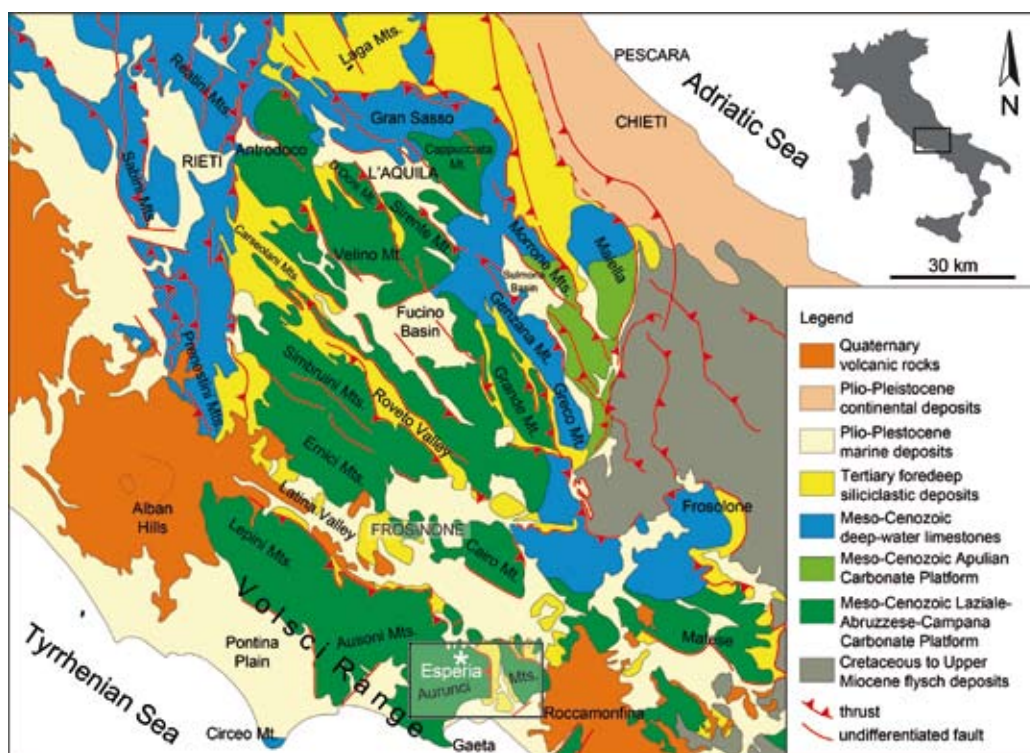 Laga Mts.
PESCARA
Adriatic Sea
N
Reatini Mts.
Gran Sasso
CHIETI
RIETI
Antrodoco
Cappucciata
Mt.
L'AQUILA
Sabini Mts.
D'Ocre Mt.
Sirente Mt.
Velino Mt.
Carseolani Mts.
Morrone Mts.
Maiella
Sulmona
Basin
30 km
Fucino
Basin
Genzana Mt.
Prenestini Mts.
Simbruini Mts.
Roveto Valley
Grande Mt.
Greco Mt.
Ernici Mts.
Alban
Hills
Latina Valley
FROSINONE
Frosolone
Lepini Mts.
Cairo Mt.
Volsci Range
Ausoni Mts.
Matese
Pontina
Plain
Esperia
Aurunci
Mts.
Tyrrhenian Sea
Roccamonfina
Circeo Mt.
Gaeta
Legend
Quaternary
volcanic rocks
Plio-Pleistocene
continental deposits
Plio-Plestocene
marine deposits
Tertiary foredeep
siliciclastic deposits
Meso-Cenozoic
deep-water limestones
Meso-Cenozoic Apulian
Carbonate Platform
Meso-Cenozoic Laziale-
Abruzzese-Campana
Carbonate Platform
Cretaceous to Upper
Miocene flysch deposits
thrust
undifferentiated fault